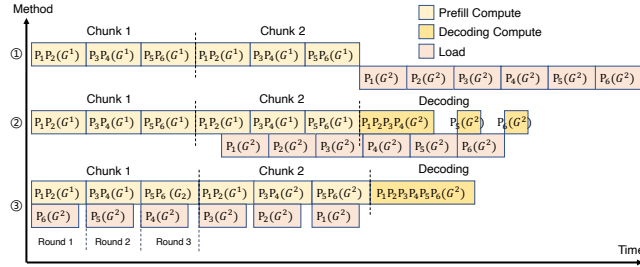 Method
Prefill Compute
Decoding Compute
Load
Chunk 1 Chunk 2
① P₁P₂(G¹) P₃P₄(G¹) P₅P₆(G¹) P₁P₂(G¹) P₃P₄(G¹) P₅P₆(G¹)
P₁(G²) P₂(G²) P₃(G²) P₄(G²) P₅(G²) P₆(G²)
Chunk 1 Chunk 2 Decoding
② P₁P₂(G¹) P₃P₄(G¹) P₅P₆(G¹) P₁P₂(G¹) P₃P₄(G¹) P₅P₆(G¹) P₁P₂P₃P₄(G²) P₅(G²) P₆(G²)
P₁(G²) P₂(G²) P₃(G²) P₄(G²) P₅(G²) P₆(G²)
Chunk 1 Chunk 2 Decoding
③ P₁P₂(G¹) P₃P₄(G¹) P₅P₆ (G₂) P₁P₂(G¹) P₃P₄(G²) P₅P₆(G²) P₁P₂P₃P₄P₅P₆(G²)
P₆(G²) P₅(G²) P₄(G²) P₃(G²) P₂(G²) P₁(G²)
Round 1 Round 2 Round 3
Time